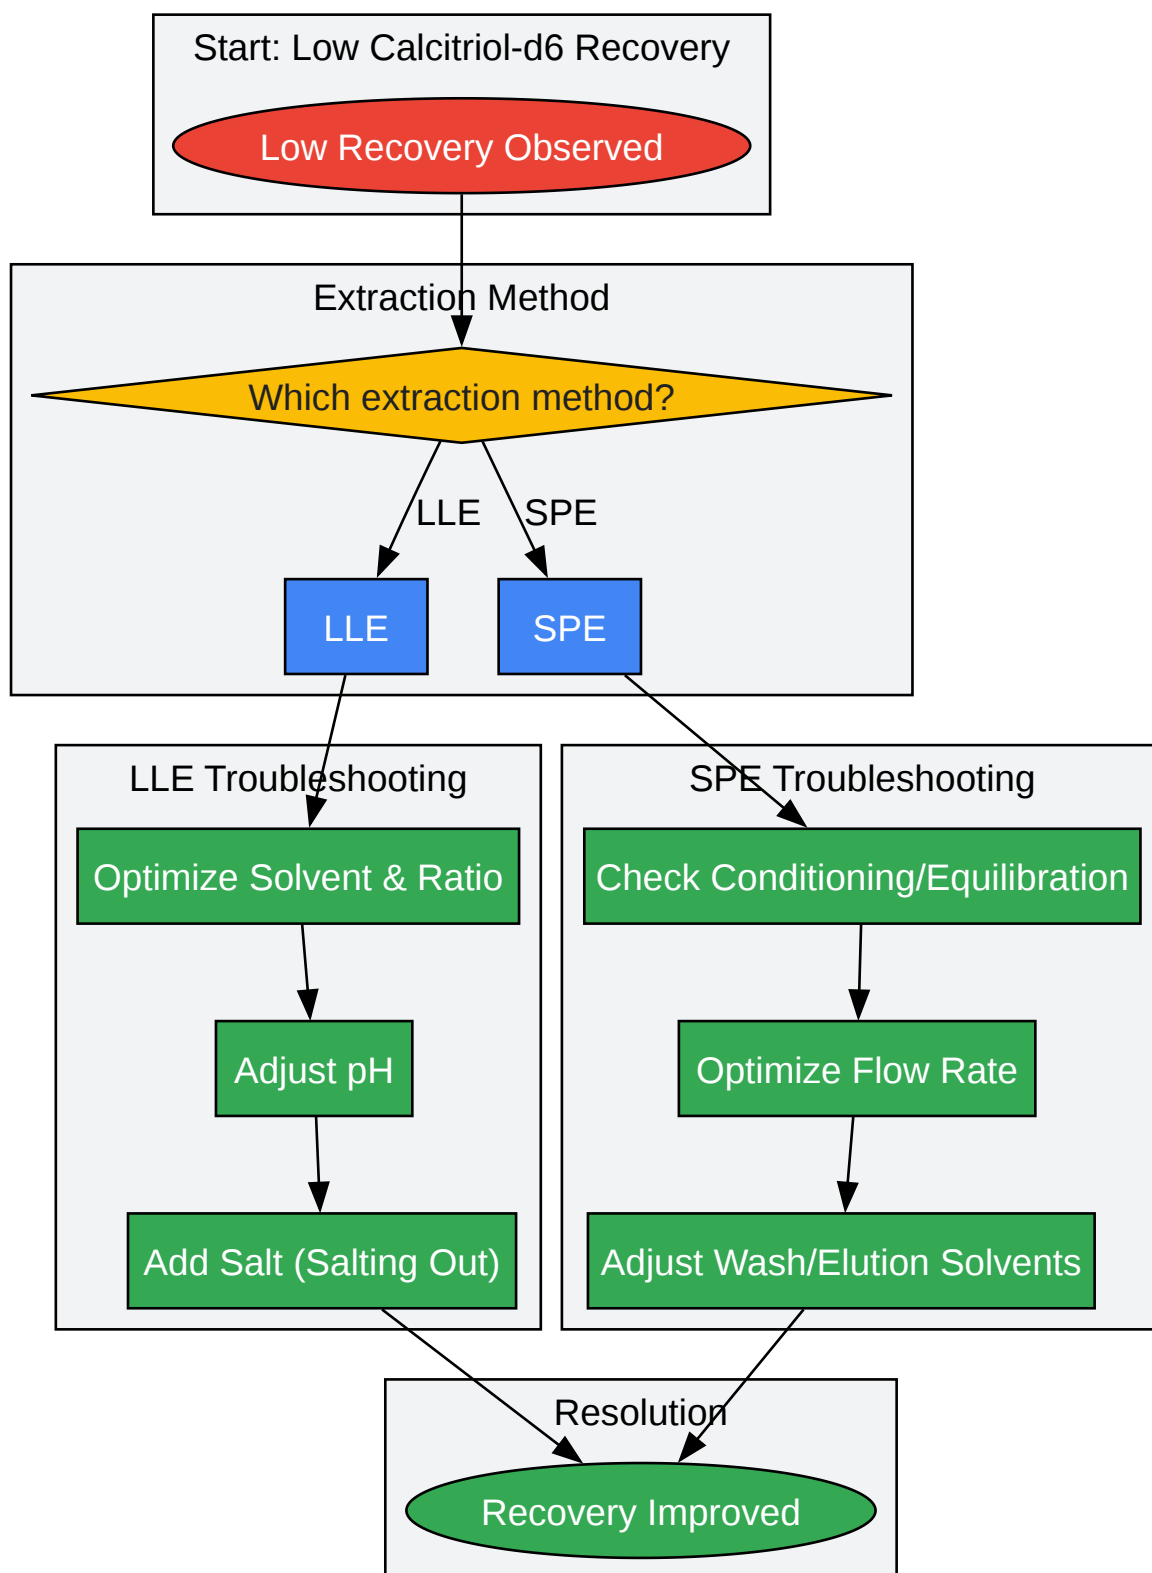 Start: Low Calcitriol-d6 Recovery
Low Recovery Observed
Extraction Method
Which extraction method?
LLE
SPE
LLE
SPE
LLE Troubleshooting
Optimize Solvent & Ratio
Adjust pH
Add Salt (Salting Out)
SPE Troubleshooting
Check Conditioning/Equilibration
Optimize Flow Rate
Adjust Wash/Elution Solvents
Resolution
Recovery Improved